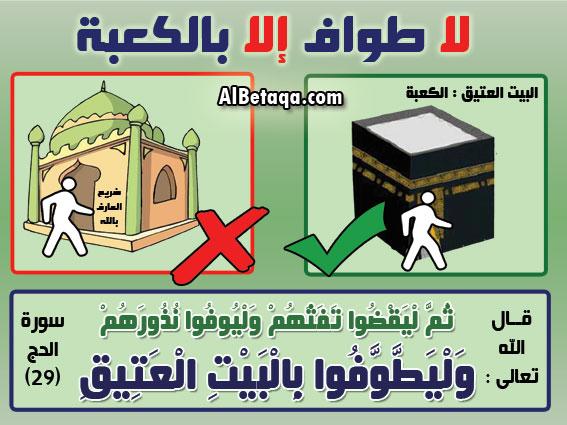 لا طواف إلا بالكعبة
AlBetaqa.com
البيت العتيق : الكعبة
ضريح
العارف
بالله
قــال
الله
تعالى :
ثُمَّ لْيَقْضُوا تَفَثَهُمْ وَلْيُوفُوا نُذُورَهُمْ
وَلْيَطَّوَّفُوا بِالْبَيْتِ الْعَتِيقِ
سورة
الحج
(29)